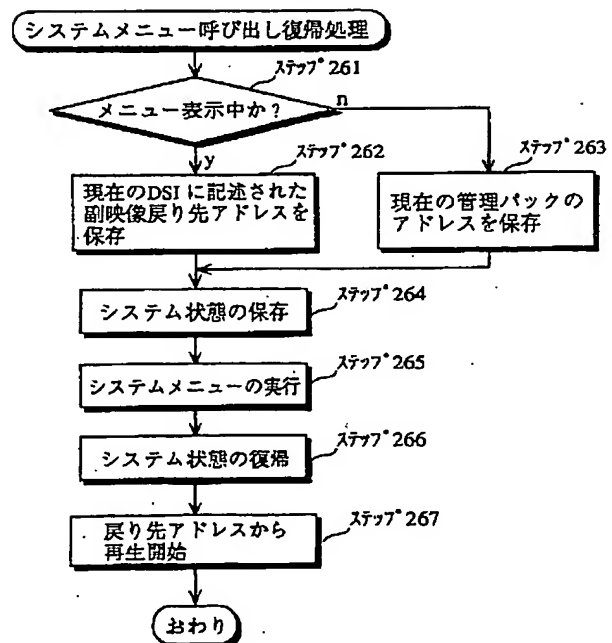 システムメニュー呼び出し復帰処理
ステップ261
メニュー表示中か?
n
y
ステップ262
現在のDSIに記述された
副映像戻り先アドレスを
保存
ステップ263
現在の管理パックの
アドレスを保存
ステップ264
システム状態の保存
ステップ265
システムメニューの実行
ステップ266
システム状態の復帰
ステップ267
戻り先アドレスから
再生開始
おわり